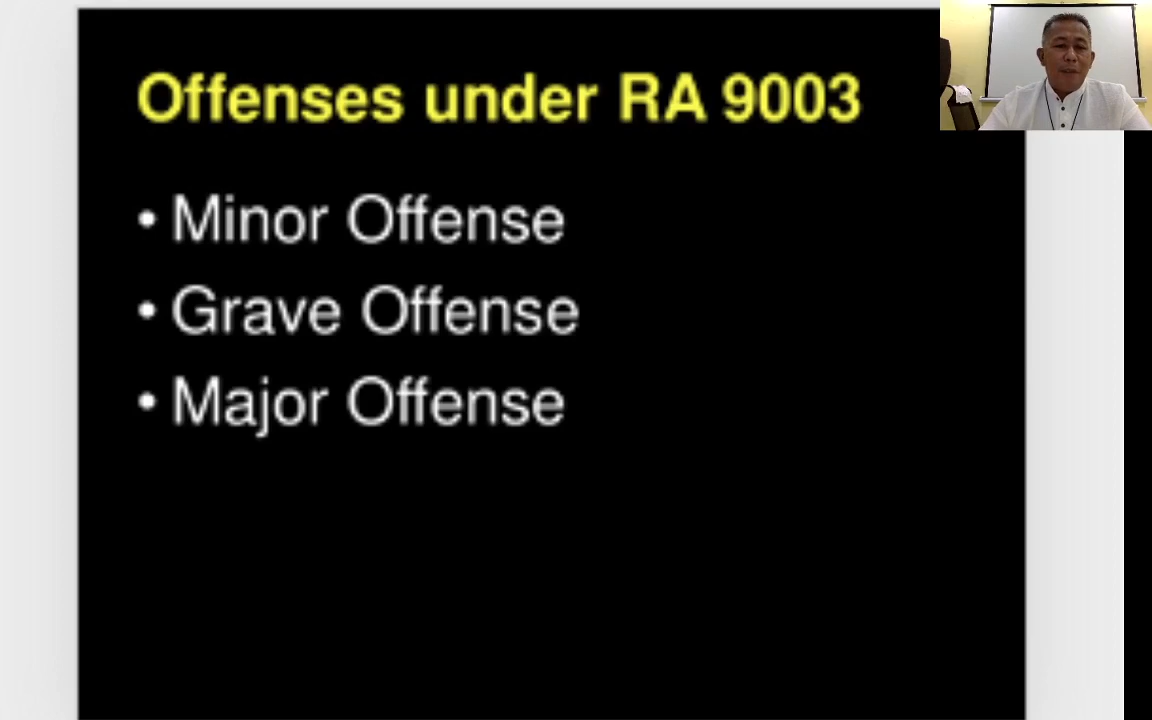 Offenses under RA 9003
• Minor Offense
• Grave Offense
• Major Offense